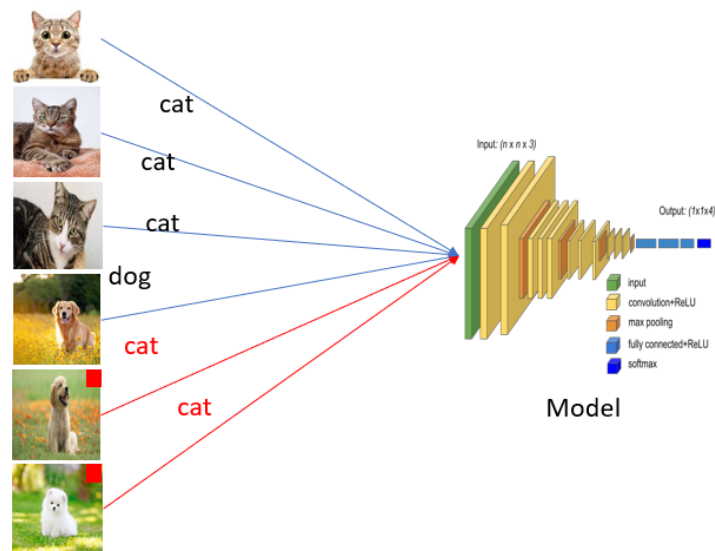 cat
cat
cat
dog
cat
cat
Input: (n x n x 3)
Output: (1x1x4)
input
convolution+ReLU
max pooling
fully connected+ReLU
softmax
Model